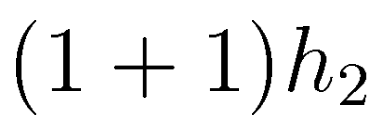 (1 + 1)h₂